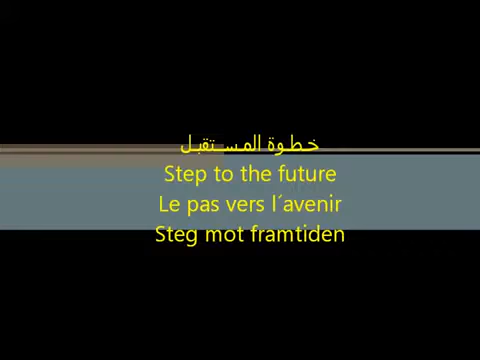 خطوة المستقبل
Step to the future
Le pas vers l´avenir
Steg mot framtiden